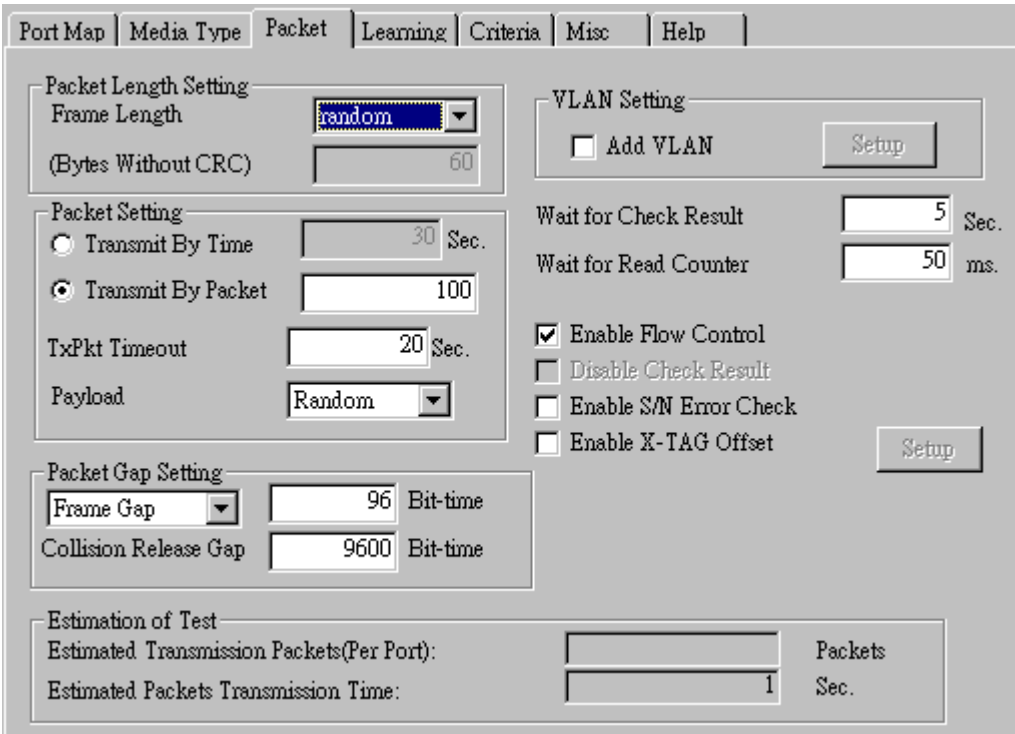 Port Map Media Type Packet Learning Criteria Misc Help
Packet Length Setting
Frame Length random
(Bytes Without CRC) 60
Packet Setting
Transmit By Time 30 Sec.
Transmit By Packet 100
TxPkt Timeout 20 Sec.
Payload Random
Packet Gap Setting
Frame Gap 96 Bit-time
Collision Release Gap 9600 Bit-time
VLAN Setting
Add VLAN Setup
Wait for Check Result 5 Sec.
Wait for Read Counter 50 ms.
Enable Flow Control
Disable Check Result
Enable S/N Error Check
Enable X-TAG Offset Setup
Estimation of Test
Estimated Transmission Packets(Per Port): Packets
Estimated Packets Transmission Time: 1 Sec.